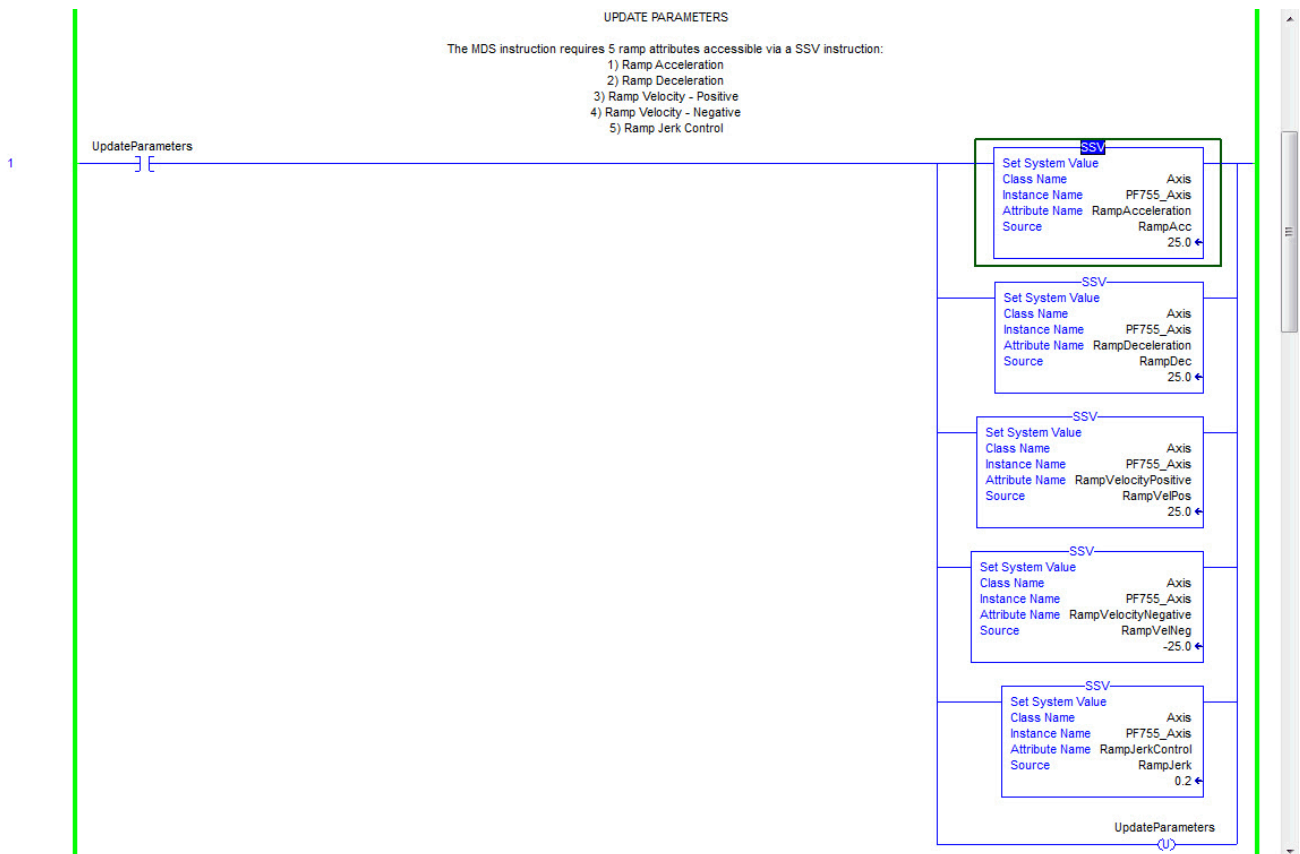 UPDATE PARAMETERS
The MDS instruction requires 5 ramp attributes accessible via a SSV instruction:
1) Ramp Acceleration
2) Ramp Deceleration
3) Ramp Velocity - Positive
4) Ramp Velocity - Negative
5) Ramp Jerk Control
UpdateParameters
1
SSV
Set System Value
Class Name Axis
Instance Name PF755_Axis
Attribute Name RampAcceleration
Source RampAcc
25.0
SSV
Set System Value
Class Name Axis
Instance Name PF755_Axis
Attribute Name RampDeceleration
Source RampDec
25.0
SSV
Set System Value
Class Name Axis
Instance Name PF755_Axis
Attribute Name RampVelocityPositive
Source RampVelPos
25.0
SSV
Set System Value
Class Name Axis
Instance Name PF755_Axis
Attribute Name RampVelocityNegative
Source RampVelNeg
-25.0
SSV
Set System Value
Class Name Axis
Instance Name PF755_Axis
Attribute Name RampJerkControl
Source RampJerk
0.2
UpdateParameters
U